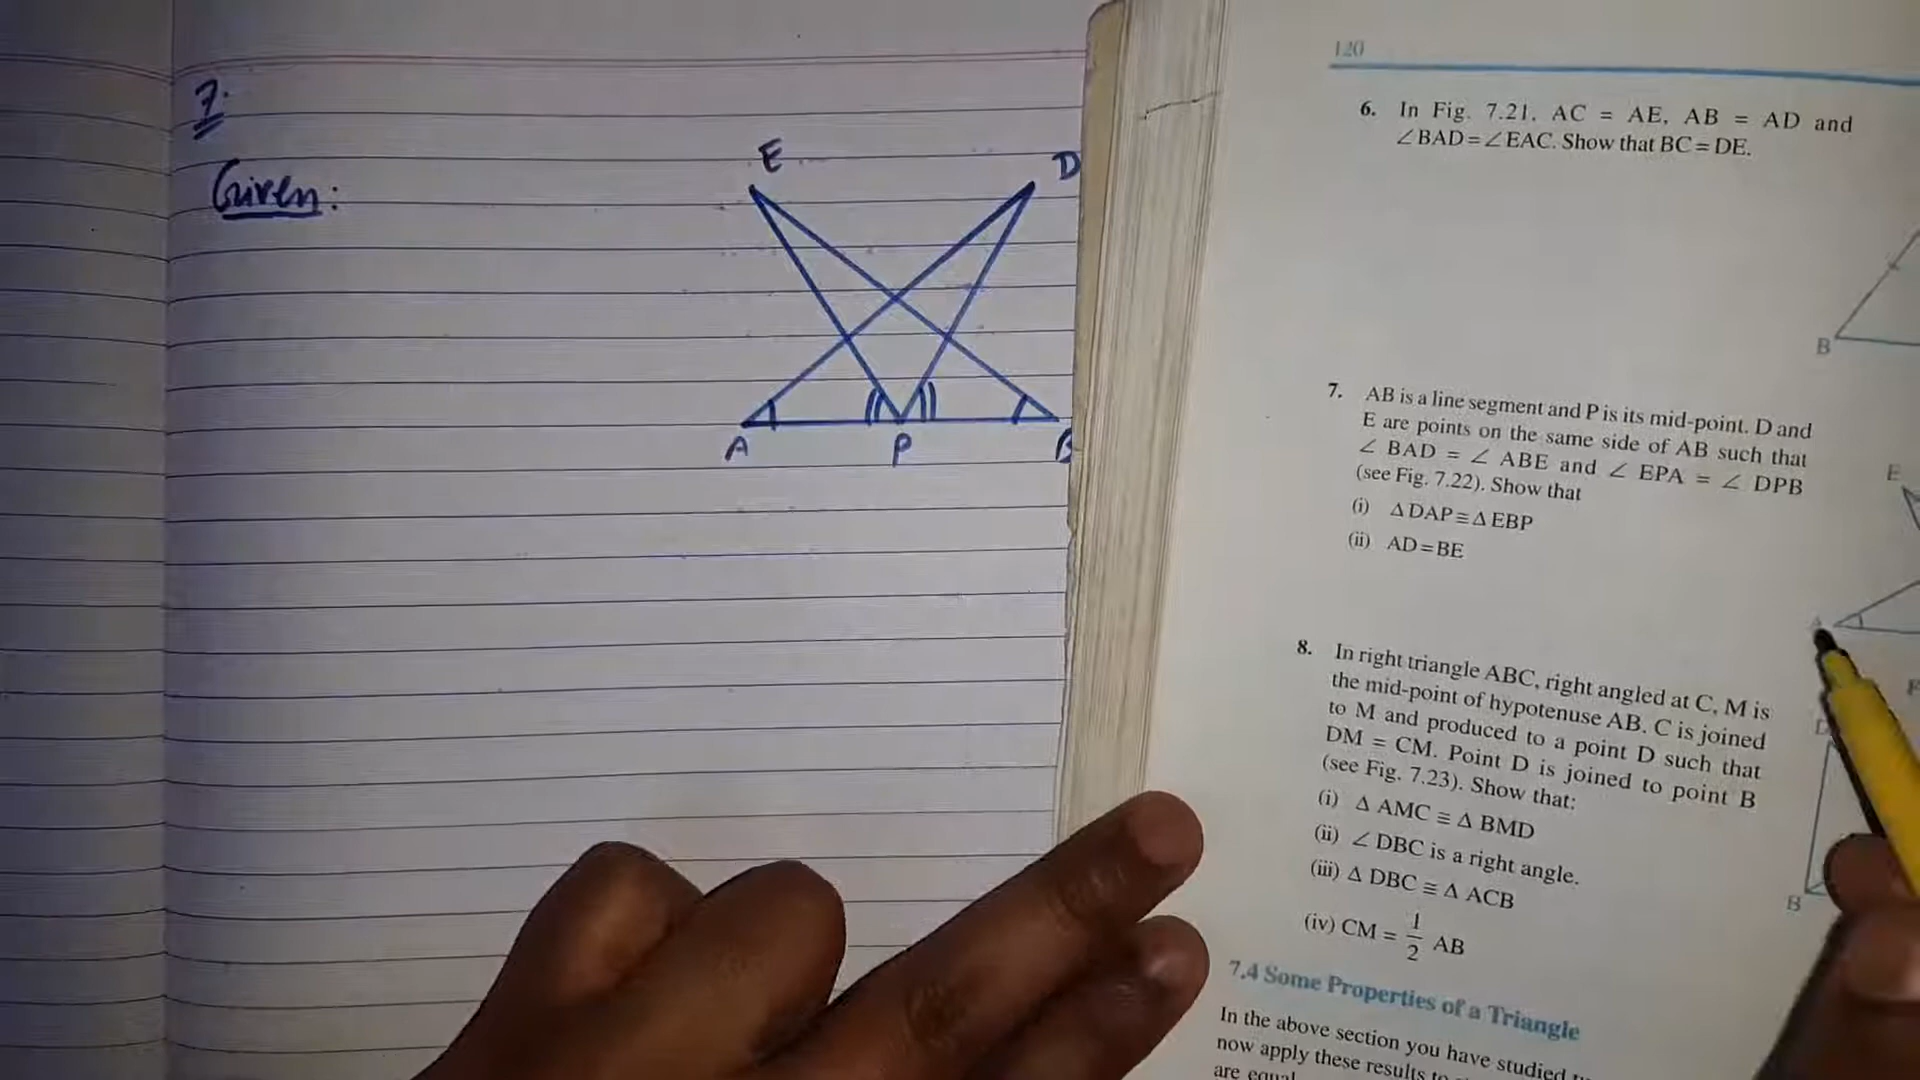 7.
Given:
E
D
A
P
B
120
6. In Fig. 7.21, AC = AE, AB = AD and
∠BAD = ∠EAC. Show that BC = DE.
B
7. AB is a line segment and P is its mid-point. D and
E are points on the same side of AB such that
∠ BAD = ∠ ABE and ∠ EPA = ∠ DPB
(see Fig. 7.22). Show that
(i) Δ DAP ≅ Δ EBP
(ii) AD = BE
E
8. In right triangle ABC, right angled at C, M is
the mid-point of hypotenuse AB. C is joined
to M and produced to a point D such that
DM = CM. Point D is joined to point B
(see Fig. 7.23). Show that:
(i) Δ AMC ≅ Δ BMD
(ii) ∠ DBC is a right angle.
(iii) Δ DBC ≅ Δ ACB
(iv) CM = 1/2 AB
D
B
7.4 Some Properties of a Triangle
In the above section you have studied
now apply these results to
are equal